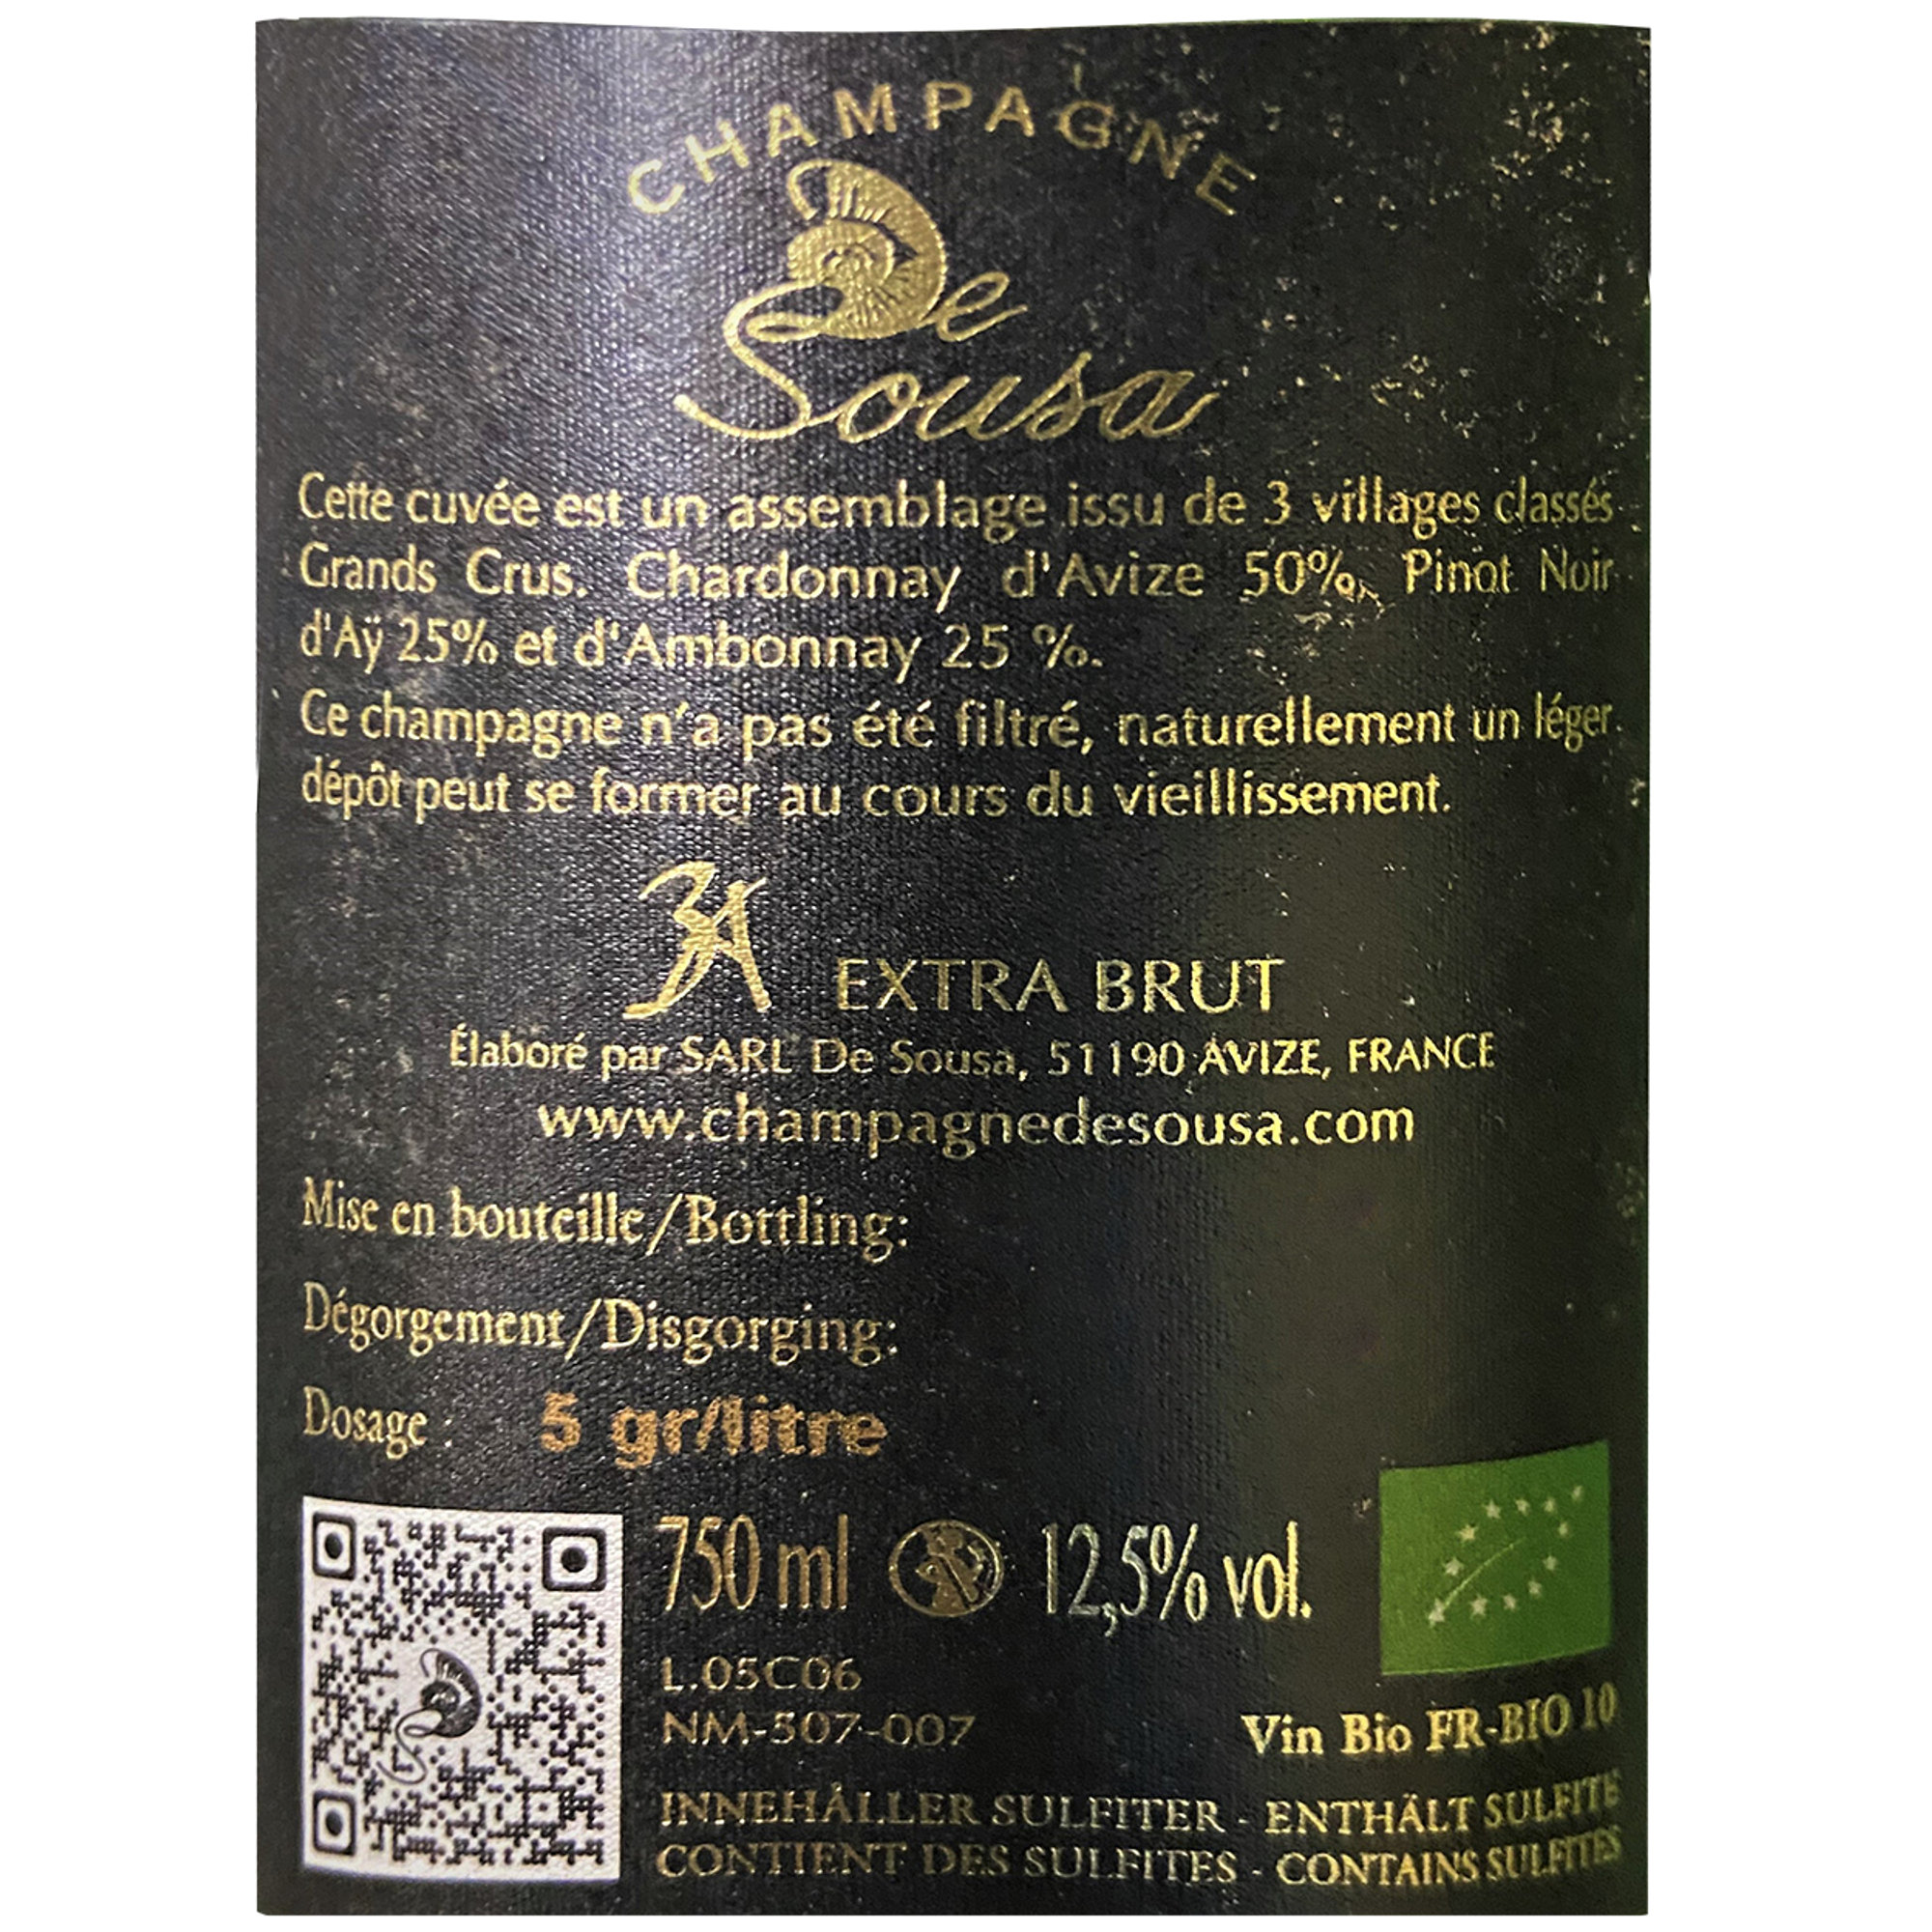 CHAMPAGNE
De
Sousa
Cette cuvée est un assemblage issu de 3 villages classés
Grands Crus. Chardonnay d'Avize 50%, Pinot Noir
d'Aÿ 25% et d'Ambonnay 25 %.
Ce champagne n'a pas été filtré, naturellement un léger
dépôt peut se former au cours du vieillissement.
3A EXTRA BRUT
Élaboré par SARL De Sousa, 51190 AVIZE, FRANCE
www.champagnedesousa.com
Mise en bouteille/Bottling:
Dégorgement/Disgorging:
Dosage : 5 gr/litre
750 ml 12,5% vol.
L.05C06
NM-507-007
Vin Bio FR-BIO 10
INNEHÅLLER SULFITER - ENTHÄLT SULFITE
CONTIENT DES SULFITES - CONTAINS SULFITES